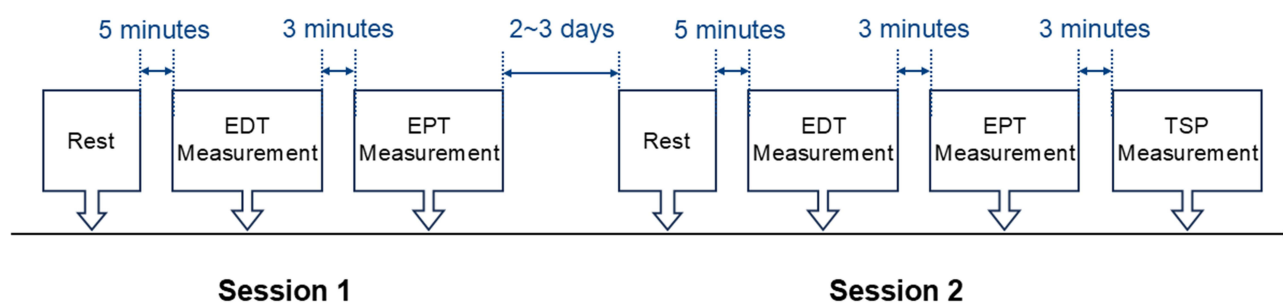 5 minutes
3 minutes
2~3 days
5 minutes
3 minutes
3 minutes
Rest
EDT
Measurement
EPT
Measurement
Rest
EDT
Measurement
EPT
Measurement
TSP
Measurement
Session 1
Session 2